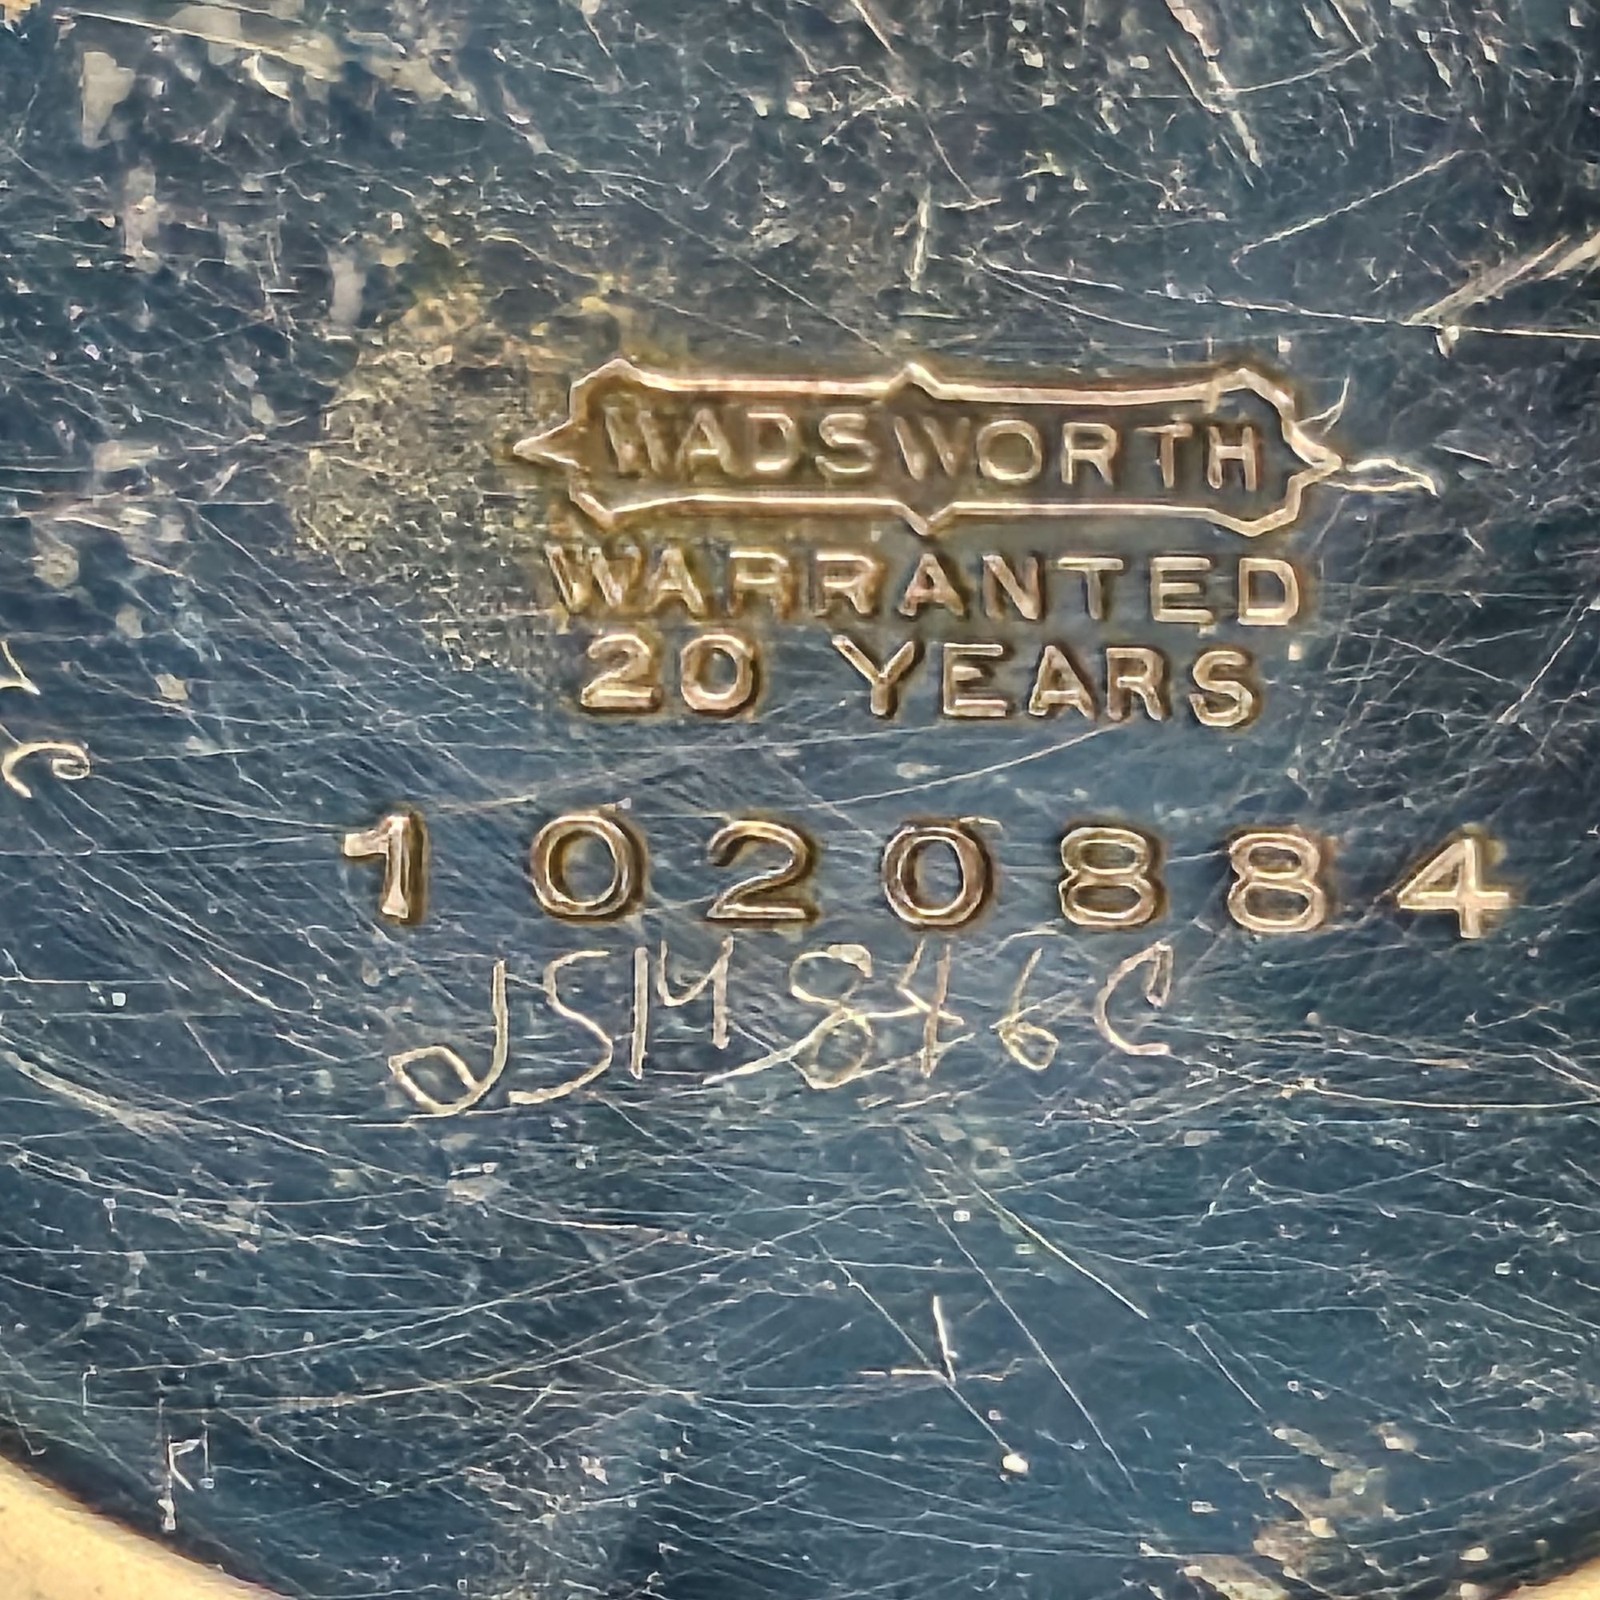 WADSWORTH
WARRANTED
20 YEARS
1020884
JSM846C